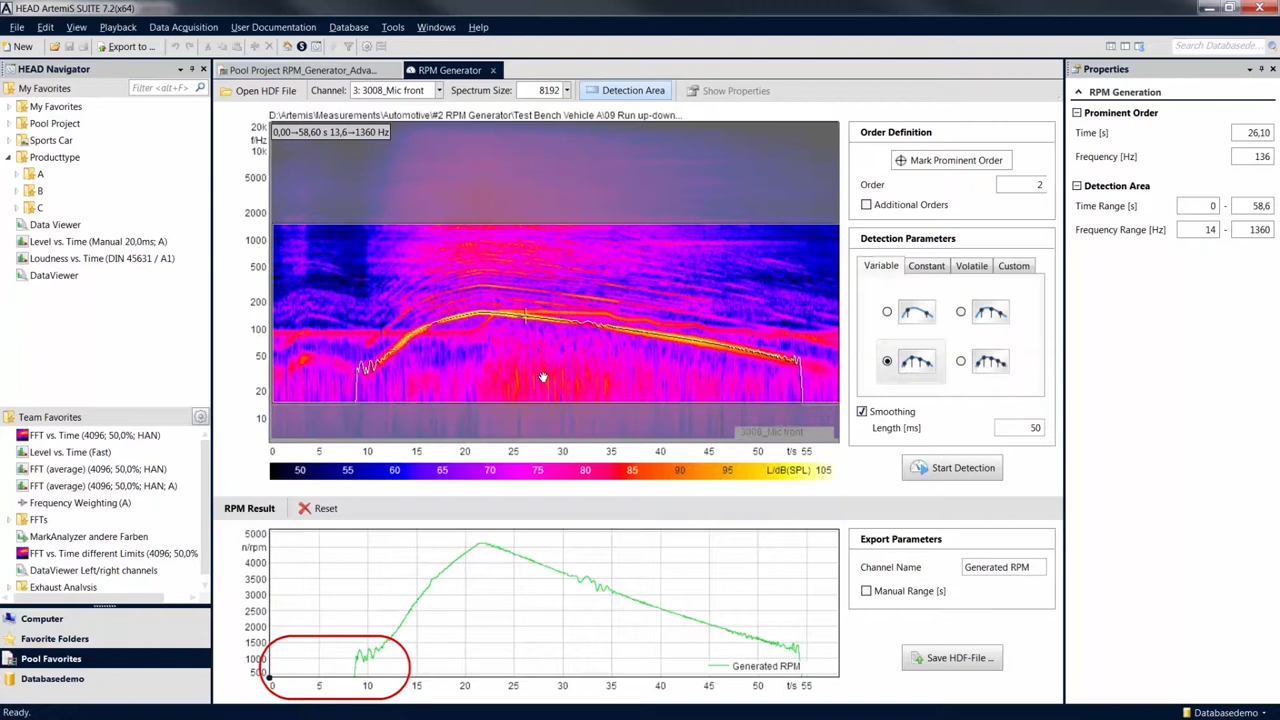 HEAD ArtemiS SUITE 7.2(x64)
File Edit View Playback Data Acquisition User Documentation Database Tools Windows Help
New Export to ... Search Databasedemo
HEAD Navigator
My Favorites Filter <alt+F>
My Favorites
Pool Project
Sports Car
Producttype
A
B
C
Data Viewer
Level vs. Time (Manual 20,0ms; A)
Loudness vs. Time (DIN 45631 / A1)
DataViewer
Team Favorites
FFT vs. Time (4096; 50,0%; HAN)
Level vs. Time (Fast)
FFT (average) (4096; 50,0%; HAN)
FFT (average) (4096; 50,0%; HAN; A)
Frequency Weighting (A)
FFTs
MarkAnalyzer andere Farben
FFT vs. Time different Limits (4096; 50,0%
DataViewer Left/right channels
Exhaust Analysis
Computer
Favorite Folders
Pool Favorites
Databasedemo
Ready.
Pool Project RPM_Generator_Adva... RPM Generator
Open HDF File Channel: 3: 3008_Mic front Spectrum Size: 8192 Detection Area Show Properties
D:\Artemis\Measurements\Automotive\#2 RPM Generator\Test Bench Vehicle A\09 Run up-down...
0,00→58,60 s 13,6→1360 Hz
20k
f/Hz
10k
5000
2000
1000
500
200
100
50
20
10
3008_Mic front
0 5 10 15 20 25 30 35 40 45 50 t/s 55
50 55 60 65 70 75 80 85 90 95 L/dB(SPL) 105
RPM Result Reset
5000
n/rpm
4000
3500
3000
2500
2000
1500
1000
500
Generated RPM
0 5 10 15 20 25 30 35 40 45 50 t/s 55
Order Definition
Mark Prominent Order
Order 2
Additional Orders
Detection Parameters
Variable Constant Volatile Custom
Smoothing
Length [ms] 50
Start Detection
Export Parameters
Channel Name Generated RPM
Manual Range [s]
Save HDF-File ...
Properties
RPM Generation
Prominent Order
Time [s] 26,10
Frequency [Hz] 136
Detection Area
Time Range [s] 0 - 58,6
Frequency Range [Hz] 14 - 1360
Databasedemo